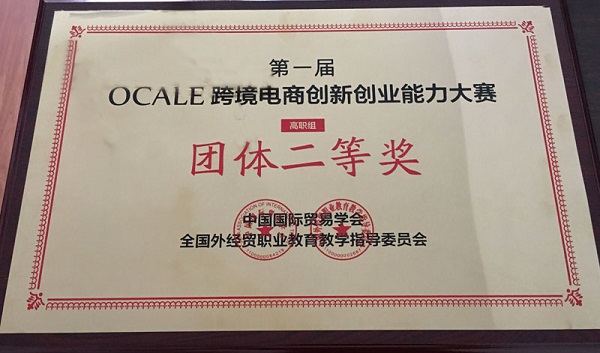 第一届
OCALE 跨境电商创新创业能力大赛
高职组
团体二等奖
中国国际贸易学会
全国外经贸职业教育教学指导委员会